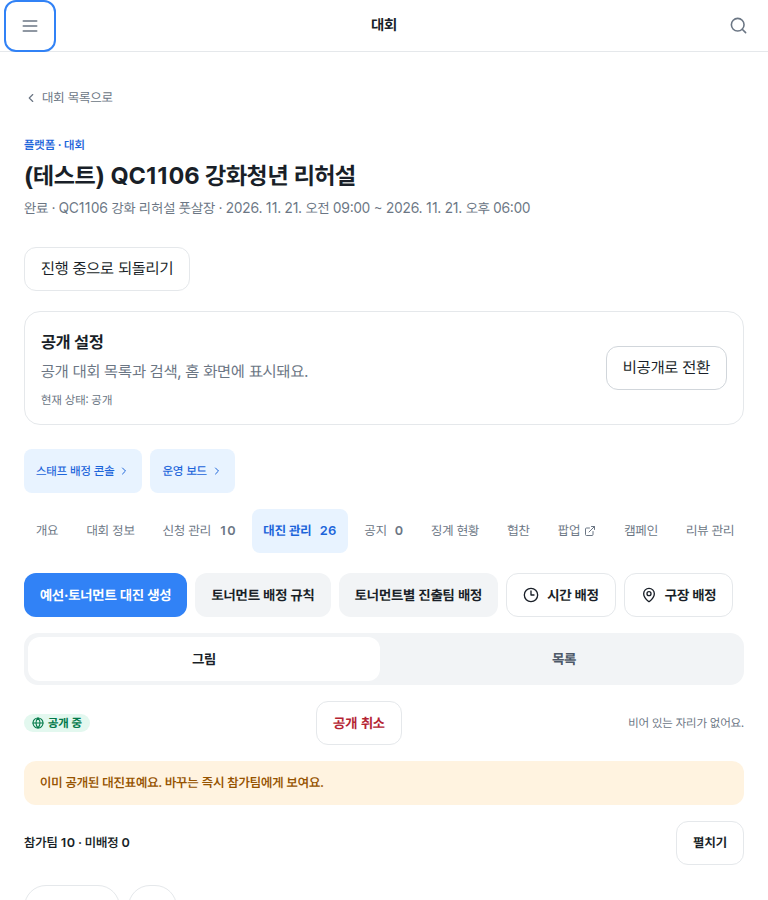 대회
대회 목록으로
플랫폼 · 대회
(테스트) QC1106 강화청년 리허설
완료 · QC1106 강화 리허설 풋살장 · 2026. 11. 21. 오전 09:00 ~ 2026. 11. 21. 오후 06:00
진행 중으로 되돌리기
공개 설정
공개 대회 목록과 검색, 홈 화면에 표시돼요.
현재 상태: 공개
비공개로 전환
스태프 배정 콘솔 운영 보드
개요 대회 정보 신청 관리 10 대진 관리 26 공지 0 징계 현황 협찬 팝업 캠페인 리뷰 관리
예선·토너먼트 대진 생성 토너먼트 배정 규칙 토너먼트별 진출팀 배정 시간 배정 구장 배정
그림 목록
공개 중 공개 취소 비어 있는 자리가 없어요.
이미 공개된 대진표예요. 바꾸는 즉시 참가팀에게 보여요.
참가팀 10 · 미배정 0 펼치기